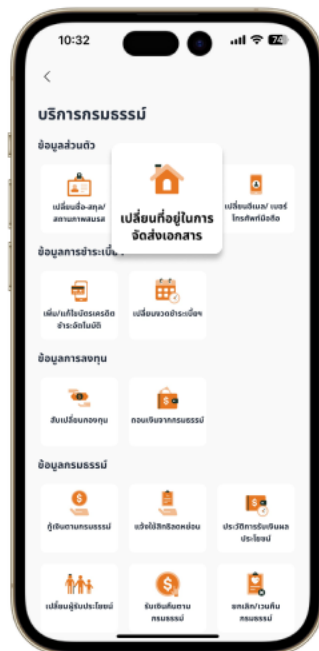 10:32
74
บริการกรมธรรม์
ข้อมูลส่วนตัว
เปลี่ยนชื่อ-สกุล/
สถานภาพสมรส
เปลี่ยนที่อยู่ในการ
จัดส่งเอกสาร
เปลี่ยนอีเมล/ เบอร์
โทรศัพท์มือถือ
ข้อมูลการชำระเบี้ยฯ
เพิ่ม/แก้ไขบัตรเครดิต
ชำระอัตโนมัติ
เปลี่ยนงวดชำระเบี้ยฯ
ข้อมูลการลงทุน
สับเปลี่ยนกองทุน
ถอนเงินจากกรมธรรม์
ข้อมูลกรมธรรม์
กู้เงินตามกรมธรรม์
แจ้งใช้สิทธิลดหย่อน
ประวัติการรับเงินผล
ประโยชน์
เปลี่ยนผู้รับประโยชน์
รับเงินคืนตาม
กรมธรรม์
ยกเลิก/เวนคืน
กรมธรรม์